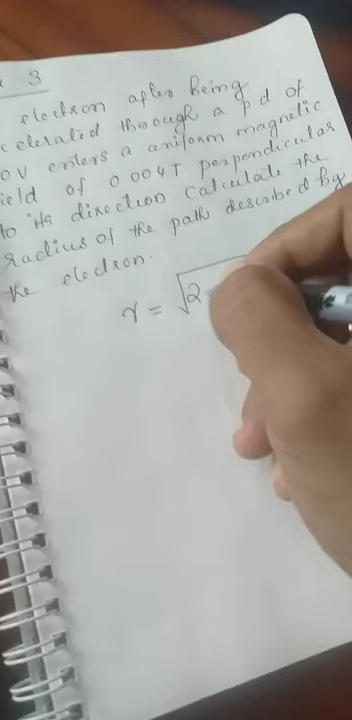 3
electron after being
celerated through a p d of
0 V enters a uniform magnetic
ield of 0 004T perpendicular
to its direction calculate the
radius of the path described by
the electron.
r = √2